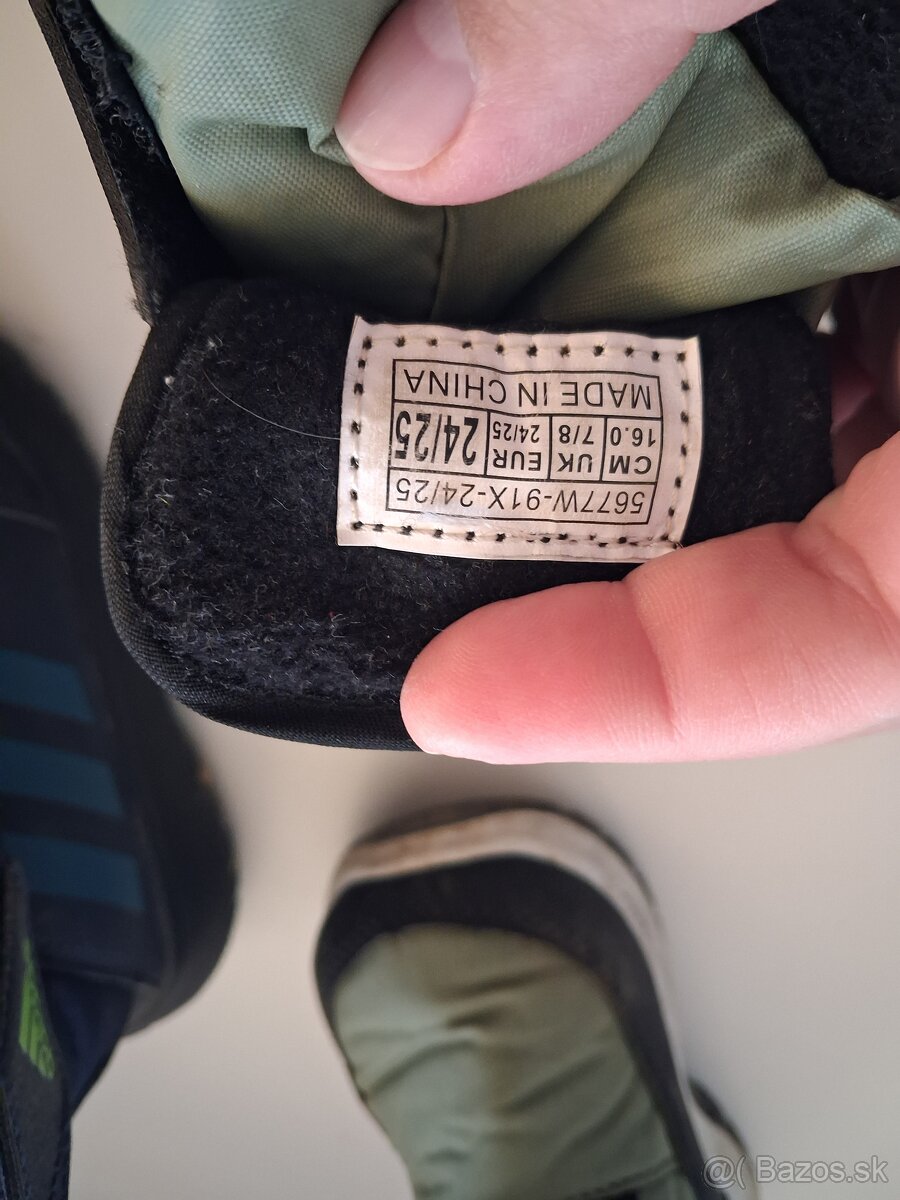 5677W-91X-24/25
CM UK EUR 24/25
16.0 7/8 24/25
MADE IN CHINA
@( Bazos.sk